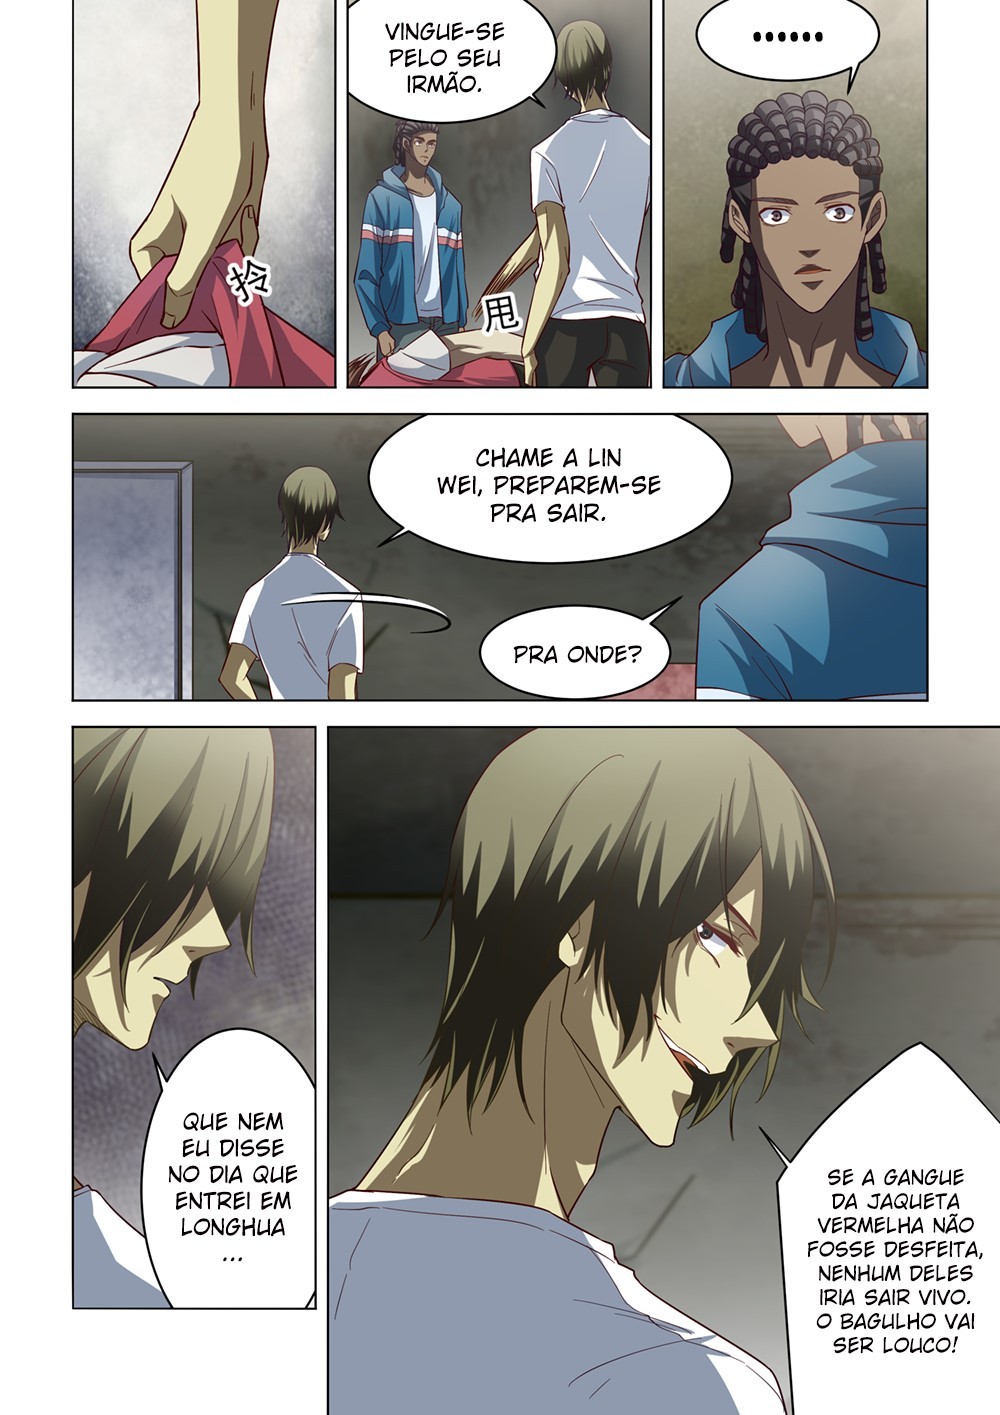 拎
VINGUE-SE
PELO SEU
IRMÃO.
甩
......
CHAME A LIN
WEI, PREPAREM-SE
PRA SAIR.
PRA ONDE?
QUE NEM
EU DISSE
NO DIA QUE
ENTREI EM
LONGHUA
...
SE A GANGUE
DA JAQUETA
VERMELHA NÃO
FOSSE DESFEITA,
NENHUM DELES
IRIA SAIR VIVO.
O BAGULHO VAI
SER LOUCO!